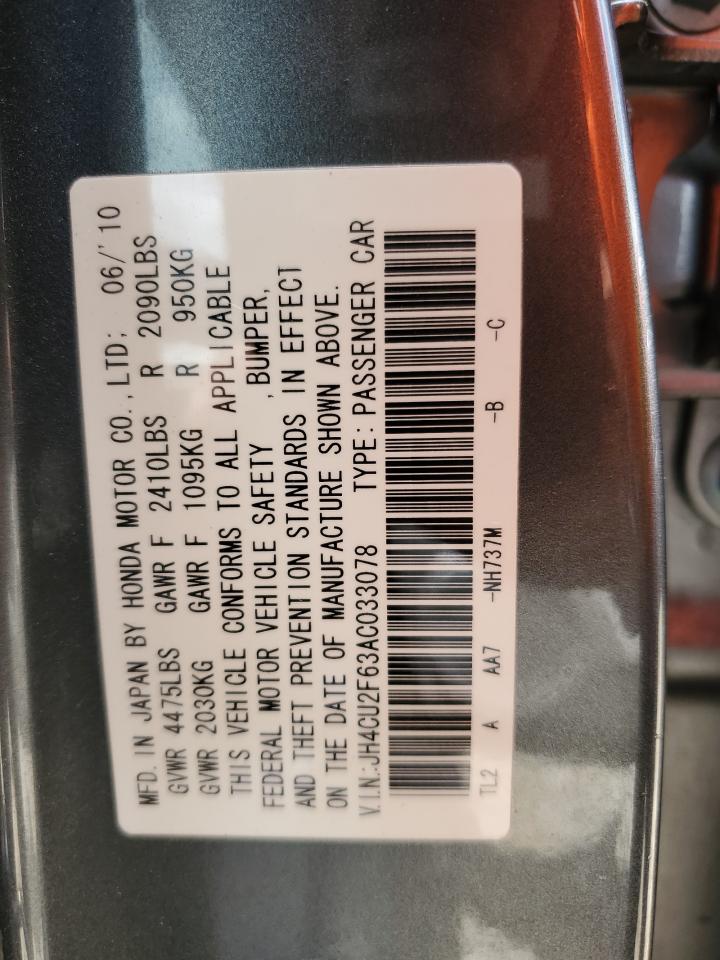 MFD. IN JAPAN BY HONDA MOTOR CO., LTD; 06/'10
GVWR 4475LBS GAWR F 2410LBS R 2090LBS
GVWR 2030KG GAWR F 1095KG R 950KG
THIS VEHICLE CONFORMS TO ALL APPLICABLE
FEDERAL MOTOR VEHICLE SAFETY ,BUMPER,
AND THEFT PREVENTION STANDARDS IN EFFECT
ON THE DATE OF MANUFACTURE SHOWN ABOVE.
V.I.N.:JH4CU2F63AC033078 TYPE: PASSENGER CAR
TL2 A AA7 -NH737M -B -C